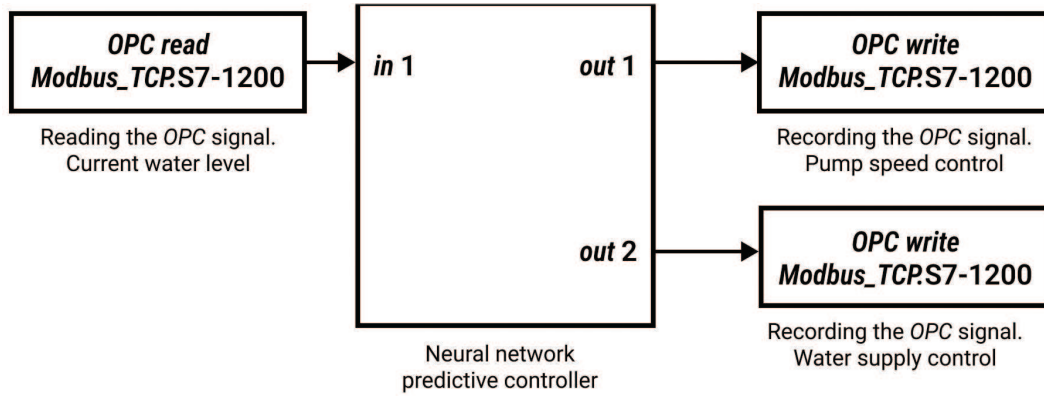 OPC read
Modbus_TCP.S7-1200
Reading the OPC signal.
Current water level
in 1
out 1
out 2
Neural network
predictive controller
OPC write
Modbus_TCP.S7-1200
Recording the OPC signal.
Pump speed control
OPC write
Modbus_TCP.S7-1200
Recording the OPC signal.
Water supply control